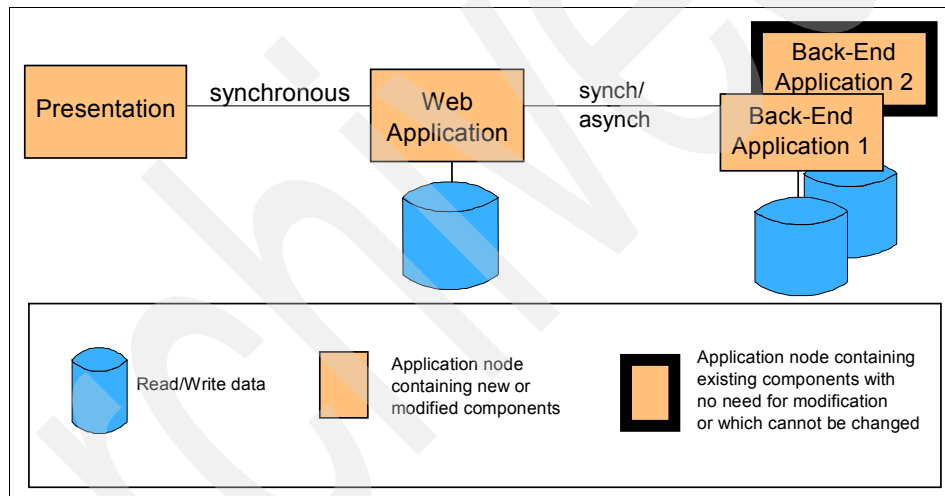 Presentation
synchronous
Web
Application
synch/
asynch
Back-End
Application 2
Back-End
Application 1
Read/Write data
Application node
containing new or
modified components
Application node containing
existing components with
no need for modification
or which cannot be changed